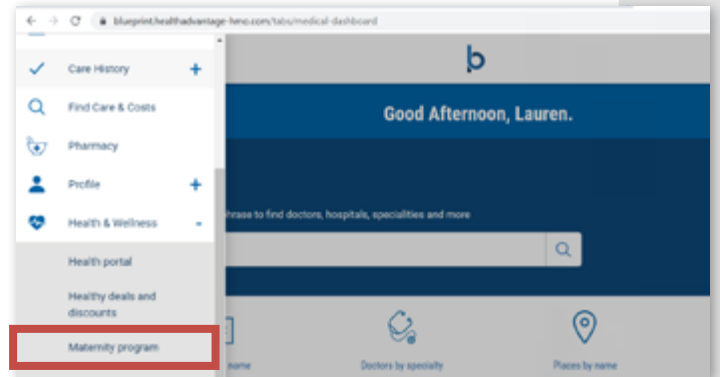 blueprint.healthadvantage-hmo.com/tabs/medical-dashboard
Care History +
Find Care & Costs
Pharmacy
Profile +
Health & Wellness -
Health portal
Healthy deals and
discounts
Maternity program
b
Good Afternoon, Lauren.
phrase to find doctors, hospitals, specialities and more
name
Doctors by specialty
Places by name